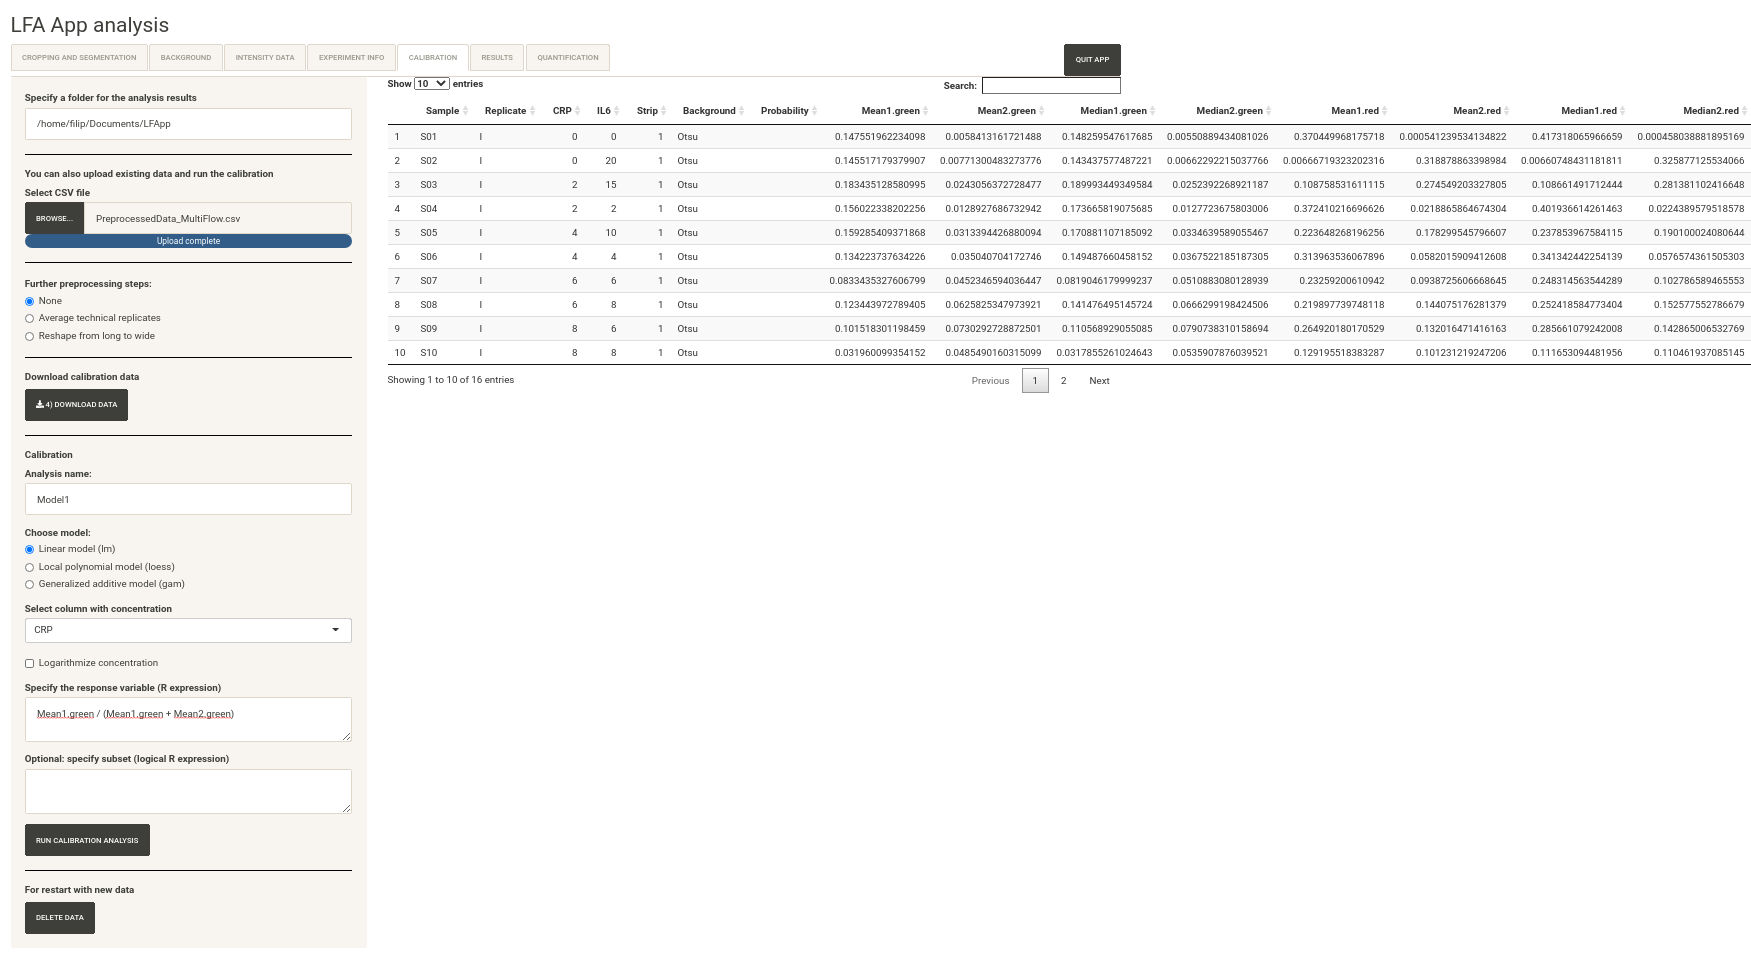 LFA App analysis
CROPPING AND SEGMENTATION BACKGROUND INTENSITY DATA EXPERIMENT INFO CALIBRATION RESULTS QUANTIFICATION QUIT APP
Specify a folder for the analysis results
/home/filip/Documents/LFApp
You can also upload existing data and run the calibration
Select CSV file
BROWSE... PreprocessedData_MultiFlow.csv
Upload complete
Further preprocessing steps:
None
Average technical replicates
Reshape from long to wide
Download calibration data
4) DOWNLOAD DATA
Calibration
Analysis name:
Model1
Choose model:
Linear model (lm)
Local polynomial model (loess)
Generalized additive model (gam)
Select column with concentration
CRP
Logarithmize concentration
Specify the response variable (R expression)
Mean1.green / (Mean1.green + Mean2.green)
Optional: specify subset (logical R expression)
RUN CALIBRATION ANALYSIS
For restart with new data
DELETE DATA
Show 10 entries Search:
Sample Replicate CRP IL6 Strip Background Probability Mean1.green Mean2.green Median1.green Median2.green Mean1.red Mean2.red Median1.red Median2.red
1 S01 I 0 0 1 Otsu 0.147551962234098 0.0058413161721488 0.148259547617685 0.00550889434081026 0.370449968175718 0.000541239534134822 0.417318065966659 0.000458038881895169
2 S02 I 0 20 1 Otsu 0.145517179379907 0.00771300483273776 0.143437577487221 0.00662292215037766 0.00666719323202316 0.318878863398984 0.00660748431181811 0.325877125534066
3 S03 I 2 15 1 Otsu 0.183435128580995 0.0243056372728477 0.189993449349584 0.0252392268921187 0.108758531611115 0.274549203327805 0.108661491712444 0.281381102416648
4 S04 I 2 2 1 Otsu 0.156022338202256 0.0128927686732942 0.173665819075685 0.0127723675803006 0.372410216696626 0.0218865864674304 0.401936614261463 0.0224389579518578
5 S05 I 4 10 1 Otsu 0.159285409371868 0.0313394426880094 0.170881107185092 0.0334639589055467 0.223648268196256 0.178299545796607 0.237853967584115 0.190100024080644
6 S06 I 4 4 1 Otsu 0.134223737634226 0.035040704172746 0.149487660458152 0.0367522185187305 0.313963536067896 0.0582015909412608 0.341342442254139 0.0576574361505303
7 S07 I 6 6 1 Otsu 0.0833435327606799 0.0452346594036447 0.0819046179999237 0.0510883080128939 0.23259200610942 0.0938725606668645 0.248314563544289 0.102786589465553
8 S08 I 6 8 1 Otsu 0.123443972789405 0.0625825347973921 0.141476495145724 0.0666299198424506 0.219897739748118 0.144075176281379 0.252418584773404 0.152577552786679
9 S09 I 8 6 1 Otsu 0.101518301198459 0.0730292728872501 0.110568929055085 0.0790738310158694 0.264920180170529 0.132016471416163 0.285661079242008 0.142865006532769
10 S10 I 8 8 1 Otsu 0.031960099354152 0.0485490160315099 0.0317855261024643 0.0535907876039521 0.129195518383287 0.101231219247206 0.111653094481956 0.110461937085145
Showing 1 to 10 of 16 entries Previous 1 2 Next